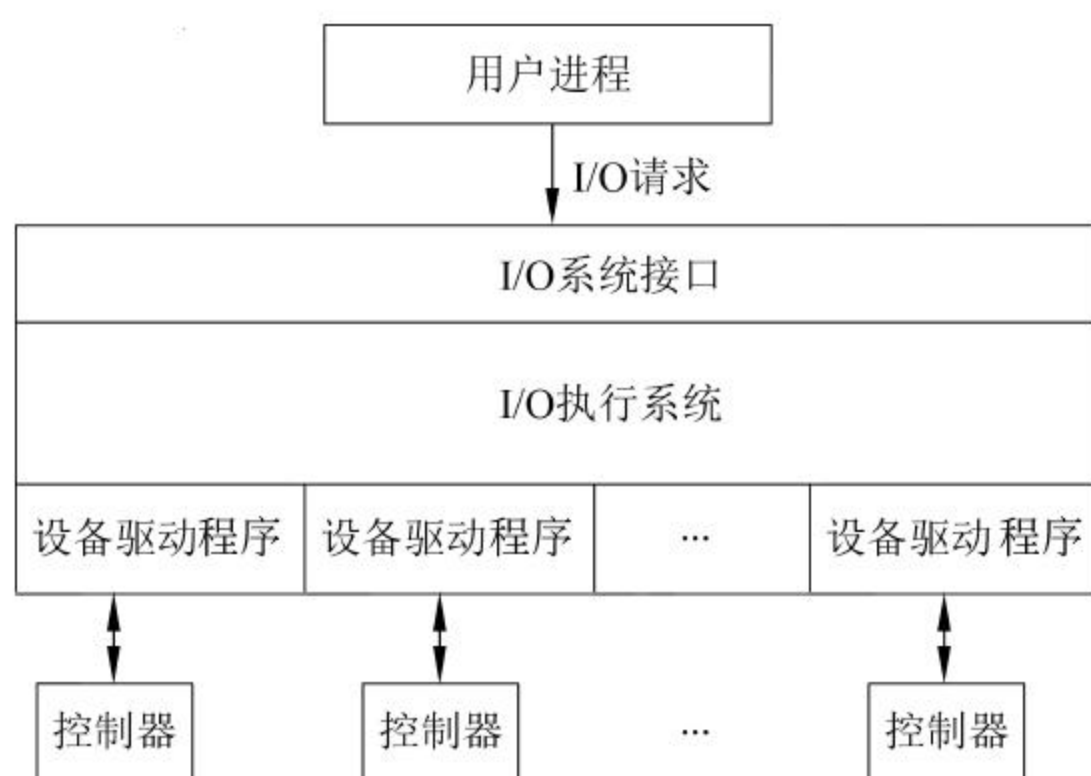 用户进程
I/O请求
I/O系统接口
I/O执行系统
设备驱动程序 设备驱动程序 ... 设备驱动程序
控制器 控制器 ... 控制器